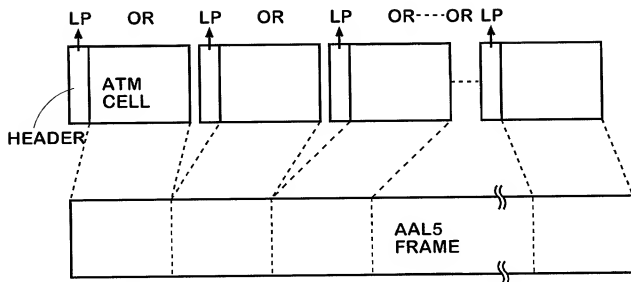 LP OR LP OR LP OR----OR LP
ATM
CELL
HEADER
AAL5
FRAME